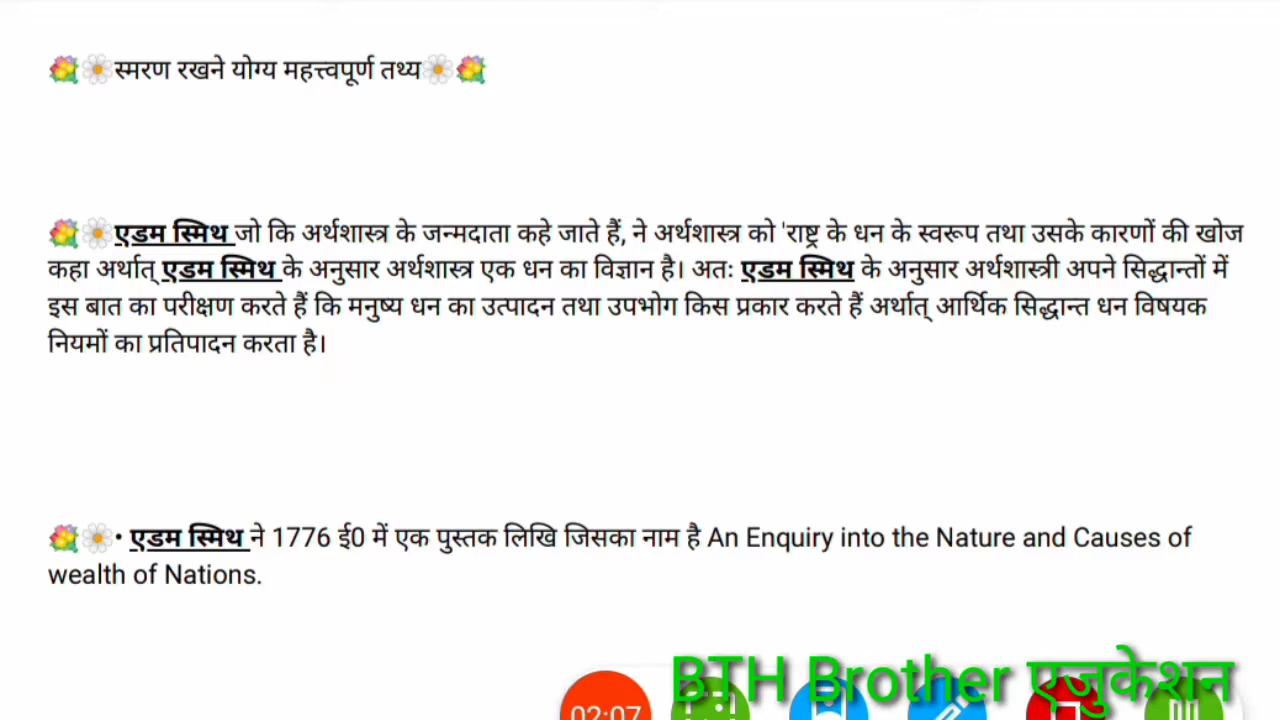 स्मरण रखने योग्य महत्त्वपूर्ण तथ्य
एडम स्मिथ जो कि अर्थशास्त्र के जन्मदाता कहे जाते हैं, ने अर्थशास्त्र को 'राष्ट्र के धन के स्वरूप तथा उसके कारणों की खोज
कहा अर्थात् एडम स्मिथ के अनुसार अर्थशास्त्र एक धन का विज्ञान है। अतः एडम स्मिथ के अनुसार अर्थशास्त्री अपने सिद्धान्तों में
इस बात का परीक्षण करते हैं कि मनुष्य धन का उत्पादन तथा उपभोग किस प्रकार करते हैं अर्थात् आर्थिक सिद्धान्त धन विषयक
नियमों का प्रतिपादन करता है।
• एडम स्मिथ ने 1776 ई0 में एक पुस्तक लिखि जिसका नाम है An Enquiry into the Nature and Causes of
wealth of Nations.
BTH Brother एजुकेशन
02:07